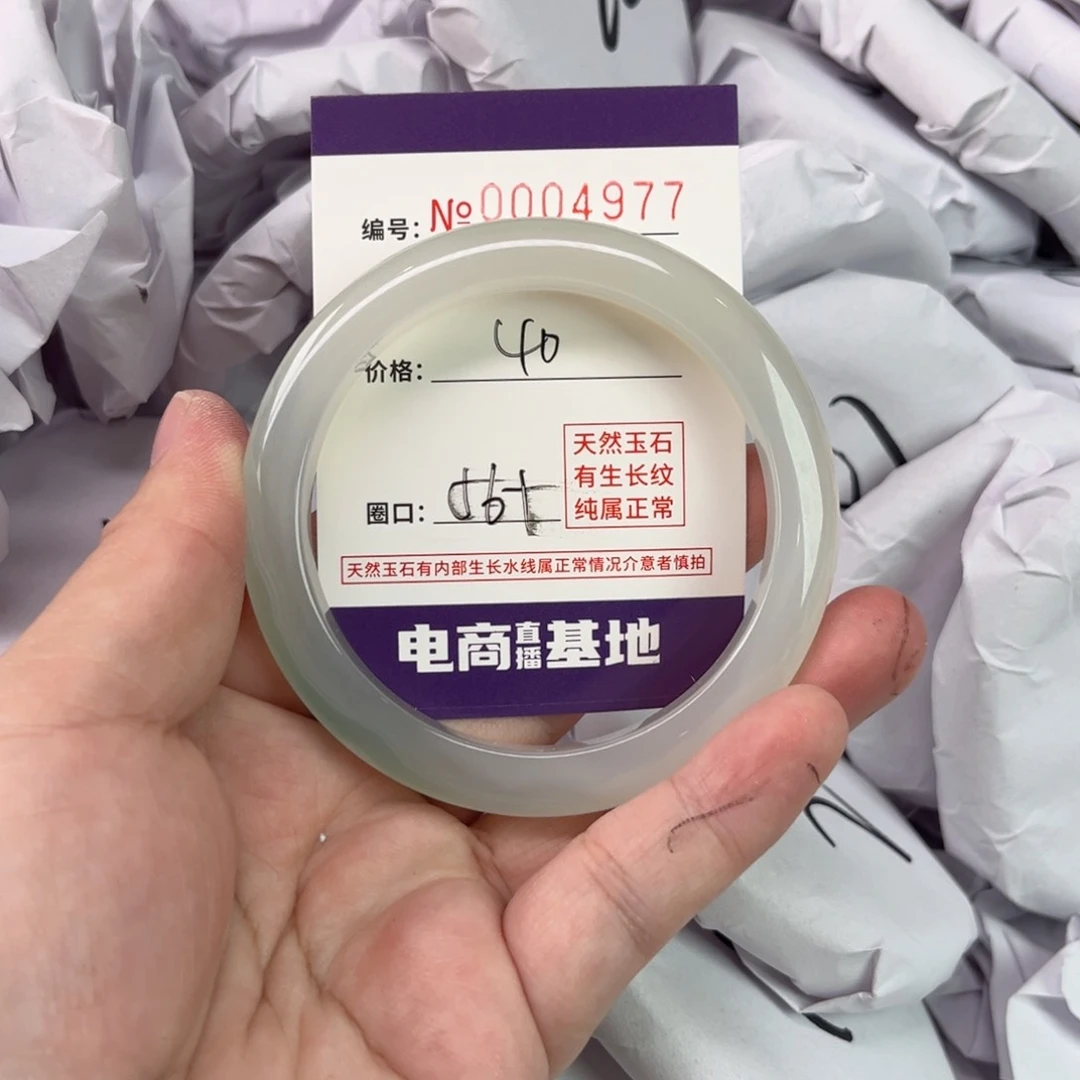 编号: №0004977
价格: 40
天然玉石
有生长纹
纯属正常
圈口: 56+
天然玉石有内部生长水线属正常情况介意者慎拍
电商直播基地